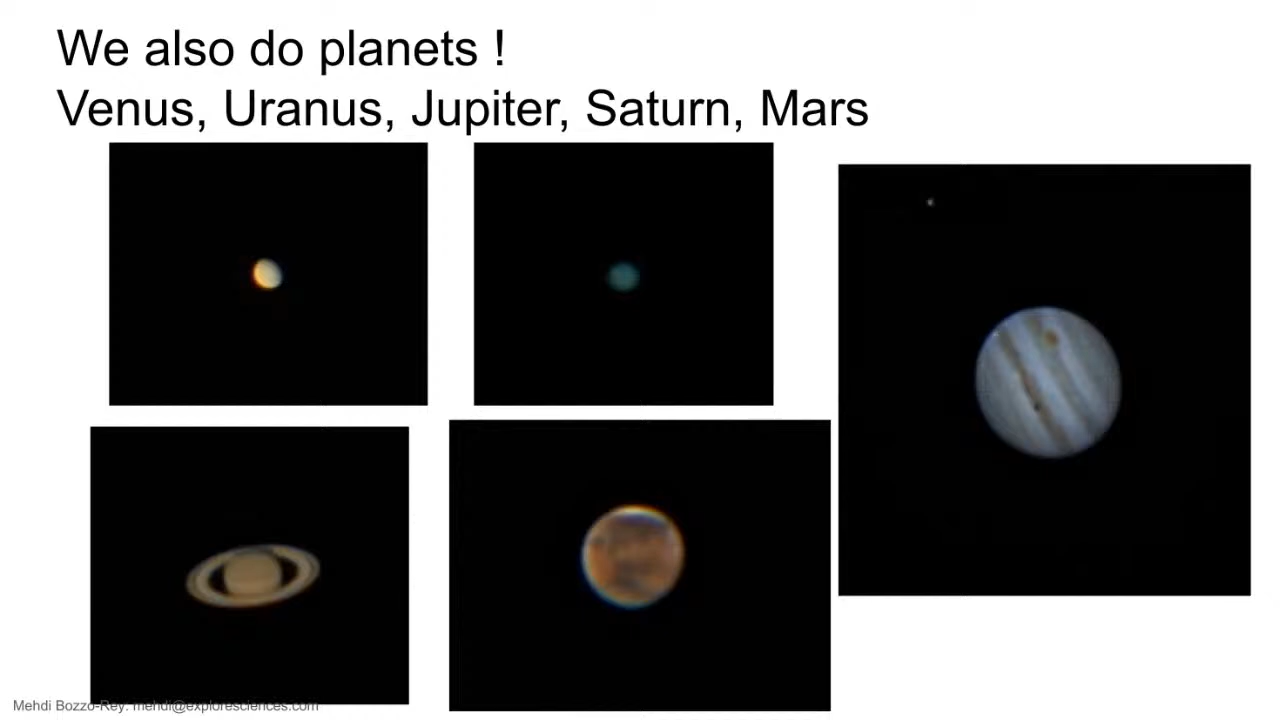 We also do planets !
Venus, Uranus, Jupiter, Saturn, Mars
Mehdi Bozzo-Rey: mehdi@exploresciences.com